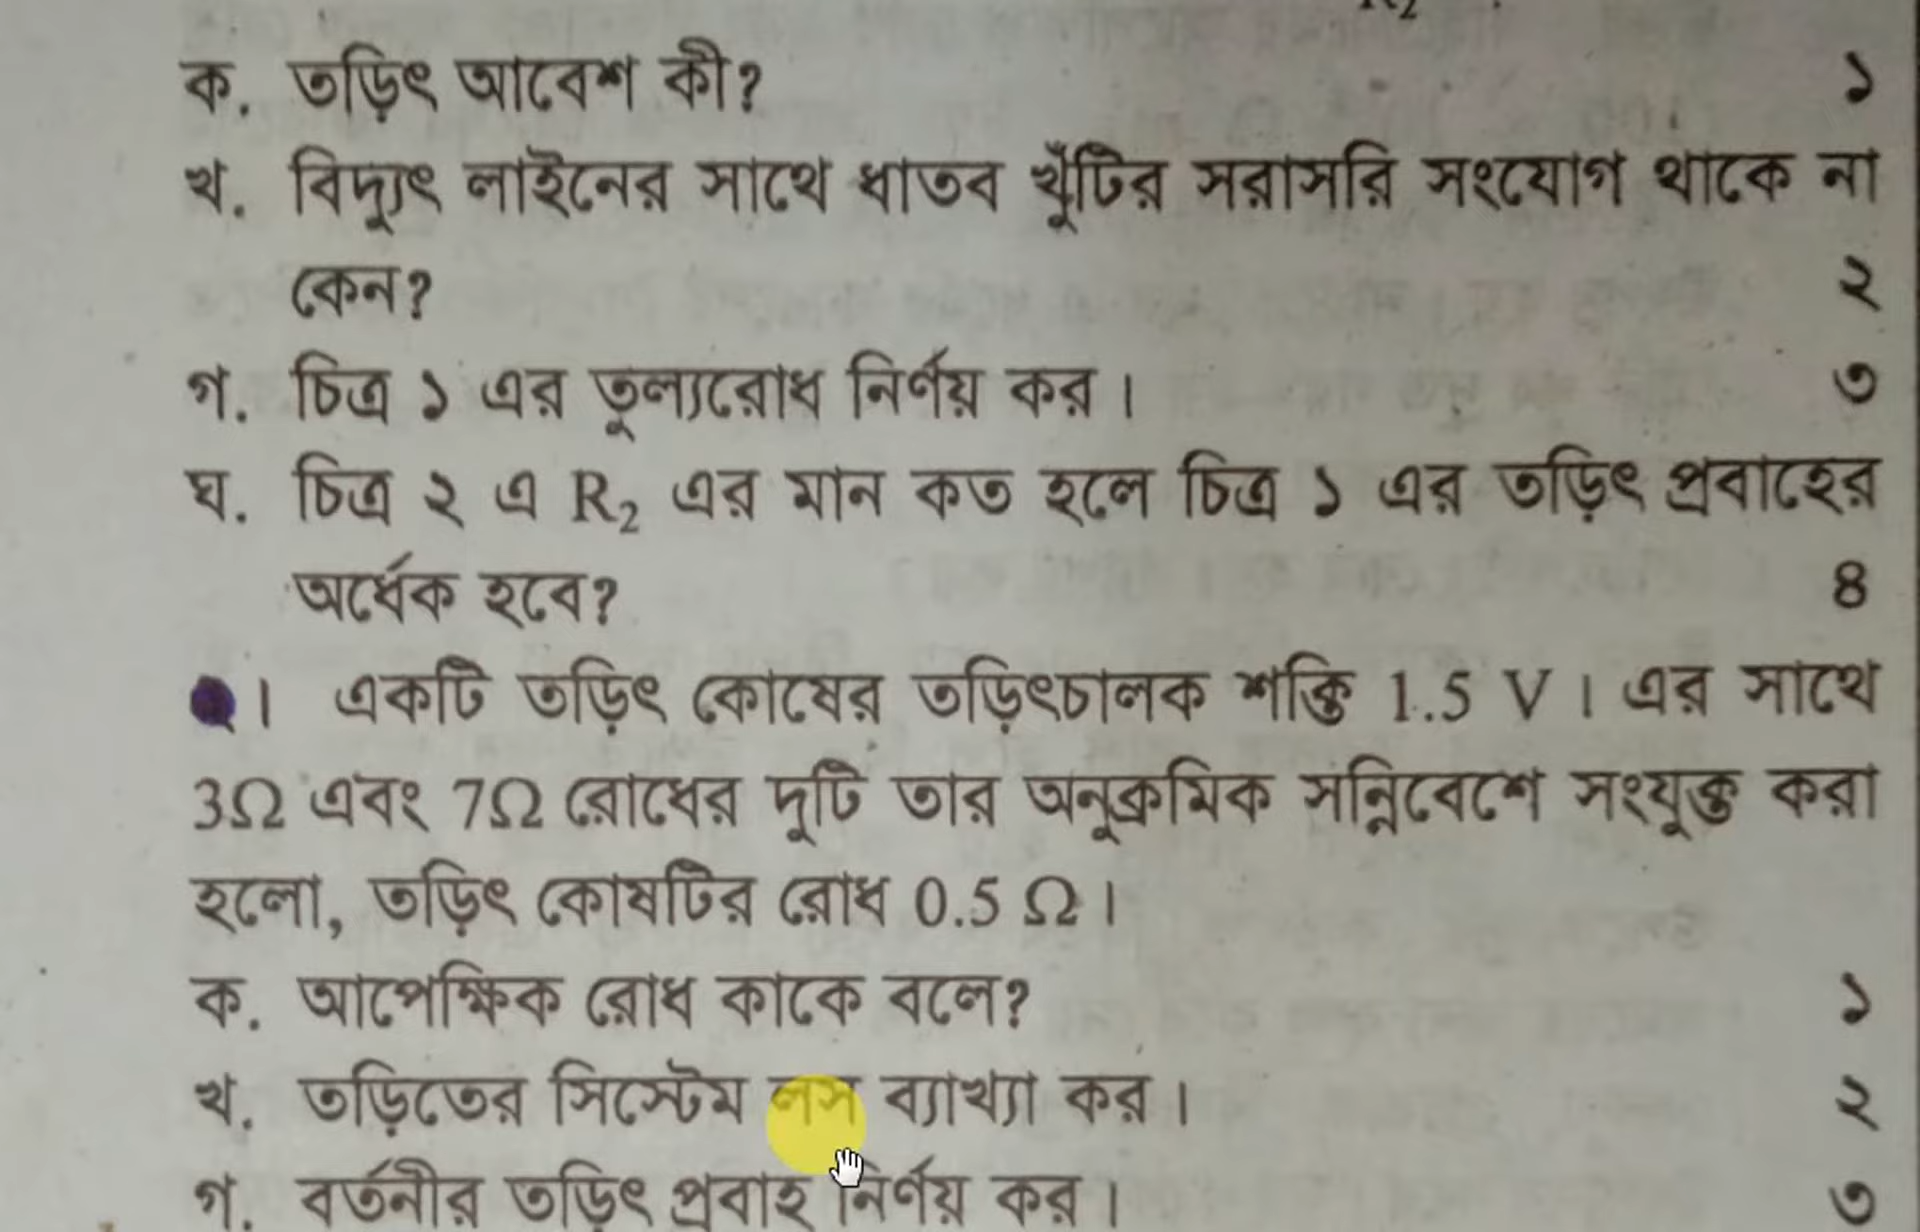 ক. তড়িৎ আবেশ কী? ১
খ. বিদ্যুৎ লাইনের সাথে ধাতব খুঁটির সরাসরি সংযোগ থাকে না
কেন? ২
গ. চিত্র ১ এর তুল্যরোধ নির্ণয় কর। ৩
ঘ. চিত্র ২ এ R₂ এর মান কত হলে চিত্র ১ এর তড়িৎ প্রবাহের
অর্ধেক হবে? ৪
। একটি তড়িৎ কোষের তড়িৎচালক শক্তি 1.5 V। এর সাথে
3Ω এবং 7Ω রোধের দুটি তার অনুক্রমিক সন্নিবেশে সংযুক্ত করা
হলো, তড়িৎ কোষটির রোধ 0.5 Ω।
ক. আপেক্ষিক রোধ কাকে বলে? ১
খ. তড়িতের সিস্টেম লস ব্যাখ্যা কর। ২
গ. বর্তনীর তড়িৎ প্রবাহ নির্ণয় কর। ৩